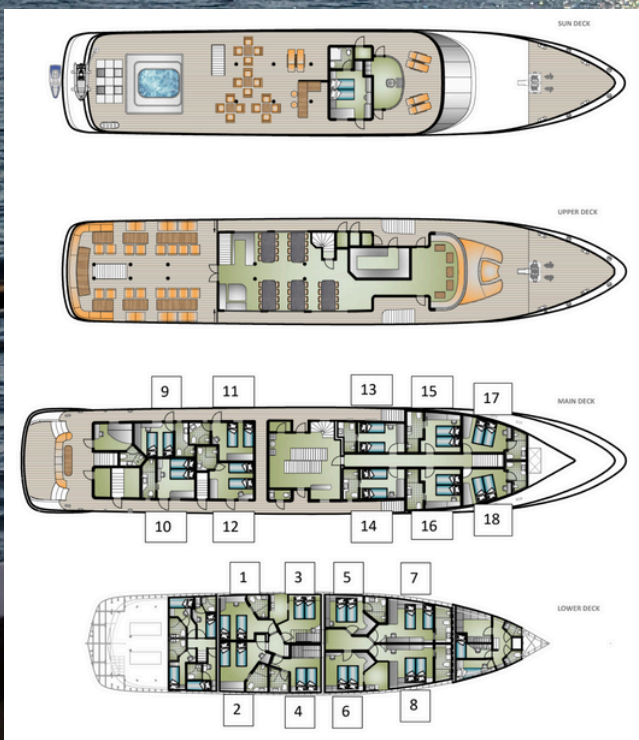 SUN DECK
UPPER DECK
9 11 13 15 17
MAIN DECK
10 12 14 16 18
1 3 5 7
LOWER DECK
2 4 6 8